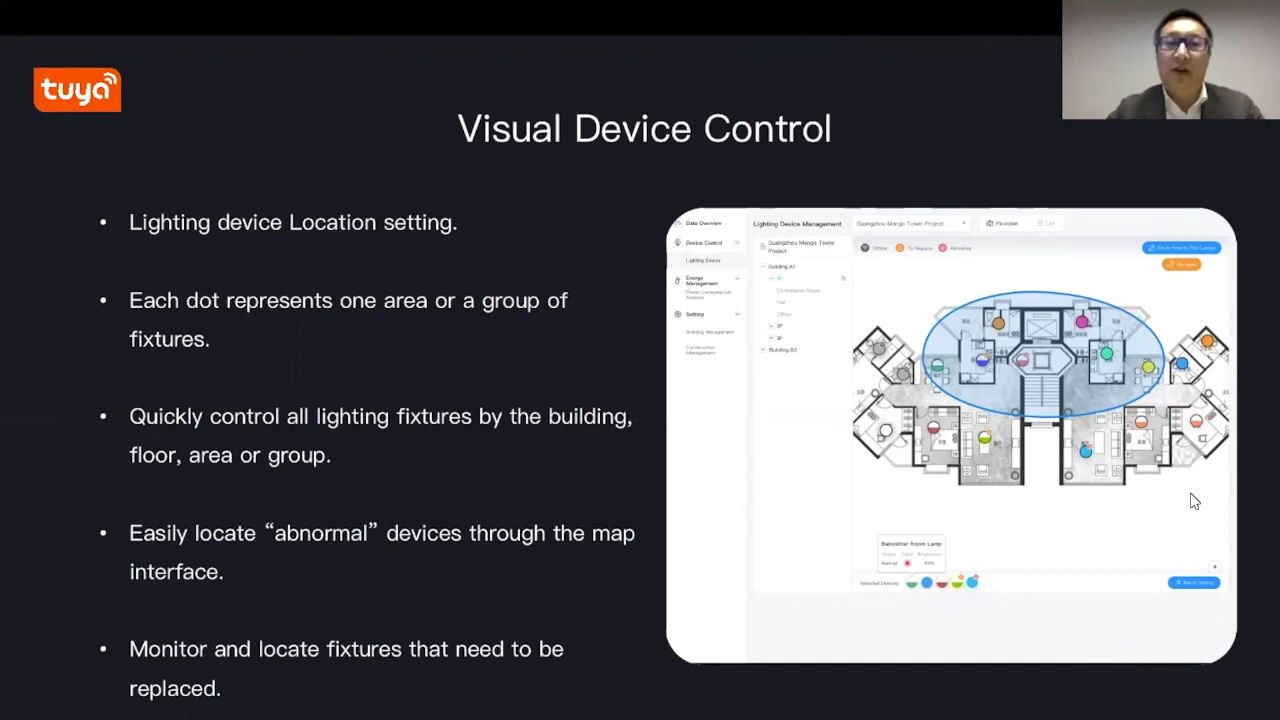 tuya
Visual Device Control
• Lighting device Location setting.
• Each dot represents one area or a group of
fixtures.
• Quickly control all lighting fixtures by the building,
floor, area or group.
• Easily locate “abnormal” devices through the map
interface.
• Monitor and locate fixtures that need to be
replaced.
Data Overview
Device Control
Lighting Device
Energy
Management
Power Consumption
Analysis
Setting
Building Management
Construction
Management
Lighting Device Management
Guangzhou Mango Tower
Project
Building A1
Conference Room
Hall
Office
2F
3F
Building B2
Guangzhou Mango Tower Project
Floorplan
List
Offline
To Replace
Abnormal
Babysitter Room Lamp
Status Color Brightness
Normal
Selected Devices:
Batch Setting